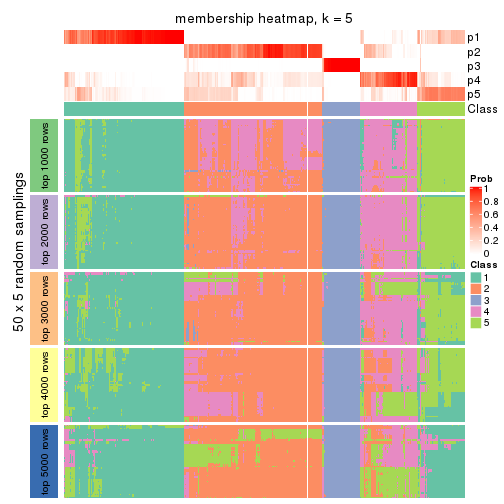 membership heatmap, k = 5
p1
p2
p3
p4
p5
Class
50 x 5 random samplings
top 1000 rows
top 2000 rows
top 3000 rows
top 4000 rows
top 5000 rows
Prob
1
0.8
0.6
0.4
0.2
0
Class
1
2
3
4
5